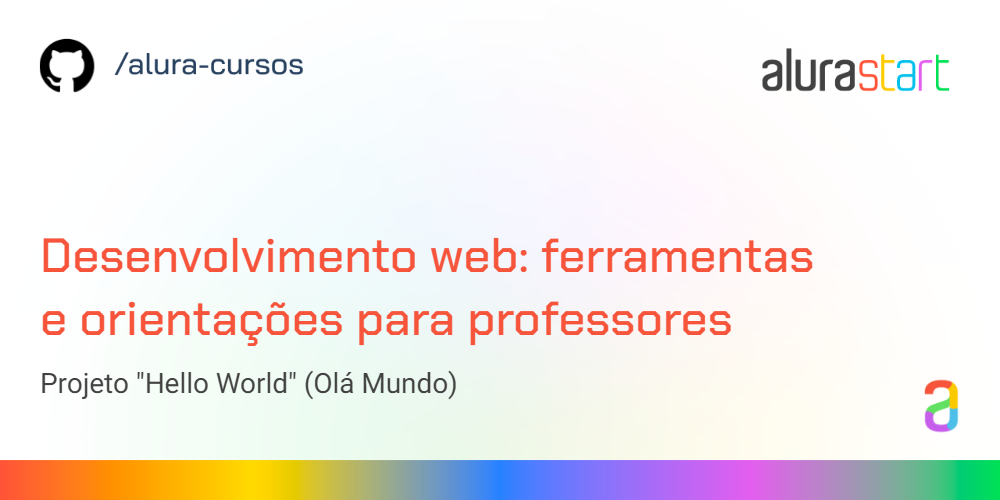 /alura-cursos
alurastart
Desenvolvimento web: ferramentas
e orientações para professores
Projeto "Hello World" (Olá Mundo)
a